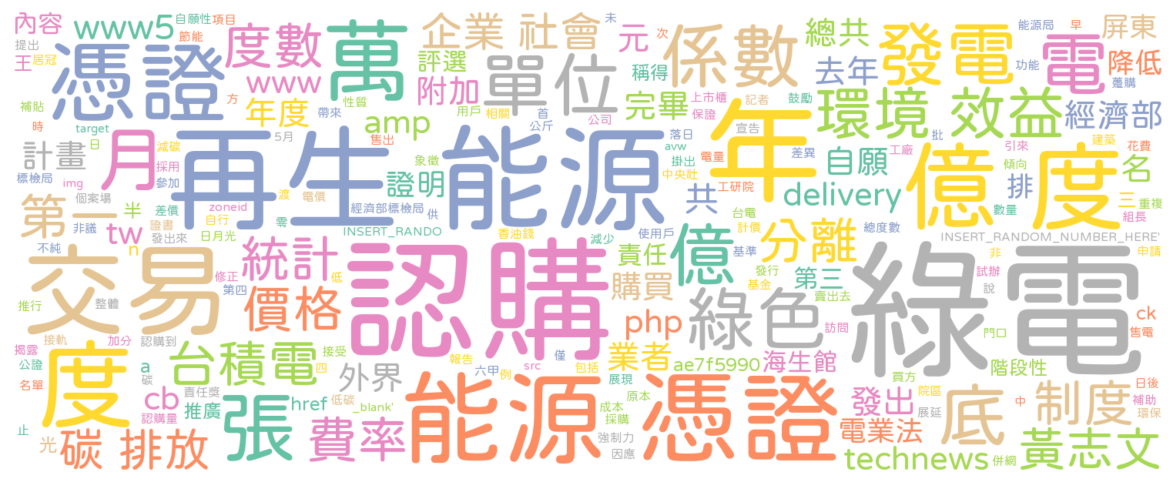 內容 www5 自願性 項目 度數 萬 企業 社會 未 元 次 係數 總共 發電 能源局 早 電 屏東
提出 王 居冠 憑證 節能 www 評選 單位 稱得 去年 功能 降低
補貼 方 年度 性質 附加 用戶 相關 首 完畢 上市櫃 記者 鼓勵 環境 效益 躉購 經濟部
時 target 日 帶來 amp 公斤 公司 保證 年 宣告 批 建築 花費
計畫 減碳 月 5月 售出 再生 能源 落日 avw 差異 自願 工廠 引來 名
標檢局 img 採用 參加 象徵 證明 掛出 電量 中央社 工研院 傾向 億 度 三 重複
個案場 渡 電價 共 delivery 排 數量 組長
第一 半 差價 zoneid 經濟部標檢局 供 台電
非議 tw 證書 自行 零 香油錢 使用戶 計價 總度數
不純 n 發出來 日月光 INSERT_RANDO 減少 億 基準 分離 INSERT_RANDOM_NUMBER_HERE'
交易 統計 低 認購 責任 發行 第三 綠電 非 申請
推行 整體 修正 第四 價格 購買 基金 賣出去 試辦 說
接軌 加分 認購到 php 綠色 訪問 門口 ck 售電
揭露 公證 度 a 台積電 接受 報告 僅 src 包括 業者 ae7f5990 海生館 階段性
名單 碳 四 外界 六甲 例 展現 原本 買方 院區 中 日後
cb 責任獎 href 低碳 _blank' 能源 憑證 成本 採購 發出 展延 底 制度 補助 環保
止 認購量 推廣 張 費率 強制力 電業法
光 碳 排放 因應 technews 併網 黃志文